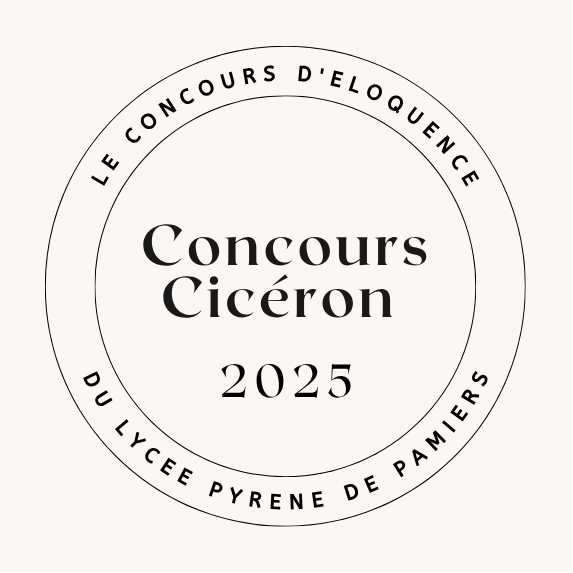 LE CONCOURS D'ELOQUENCE
Concours
Cicéron
2025
DU LYCEE PYRENE DE PAMIERS